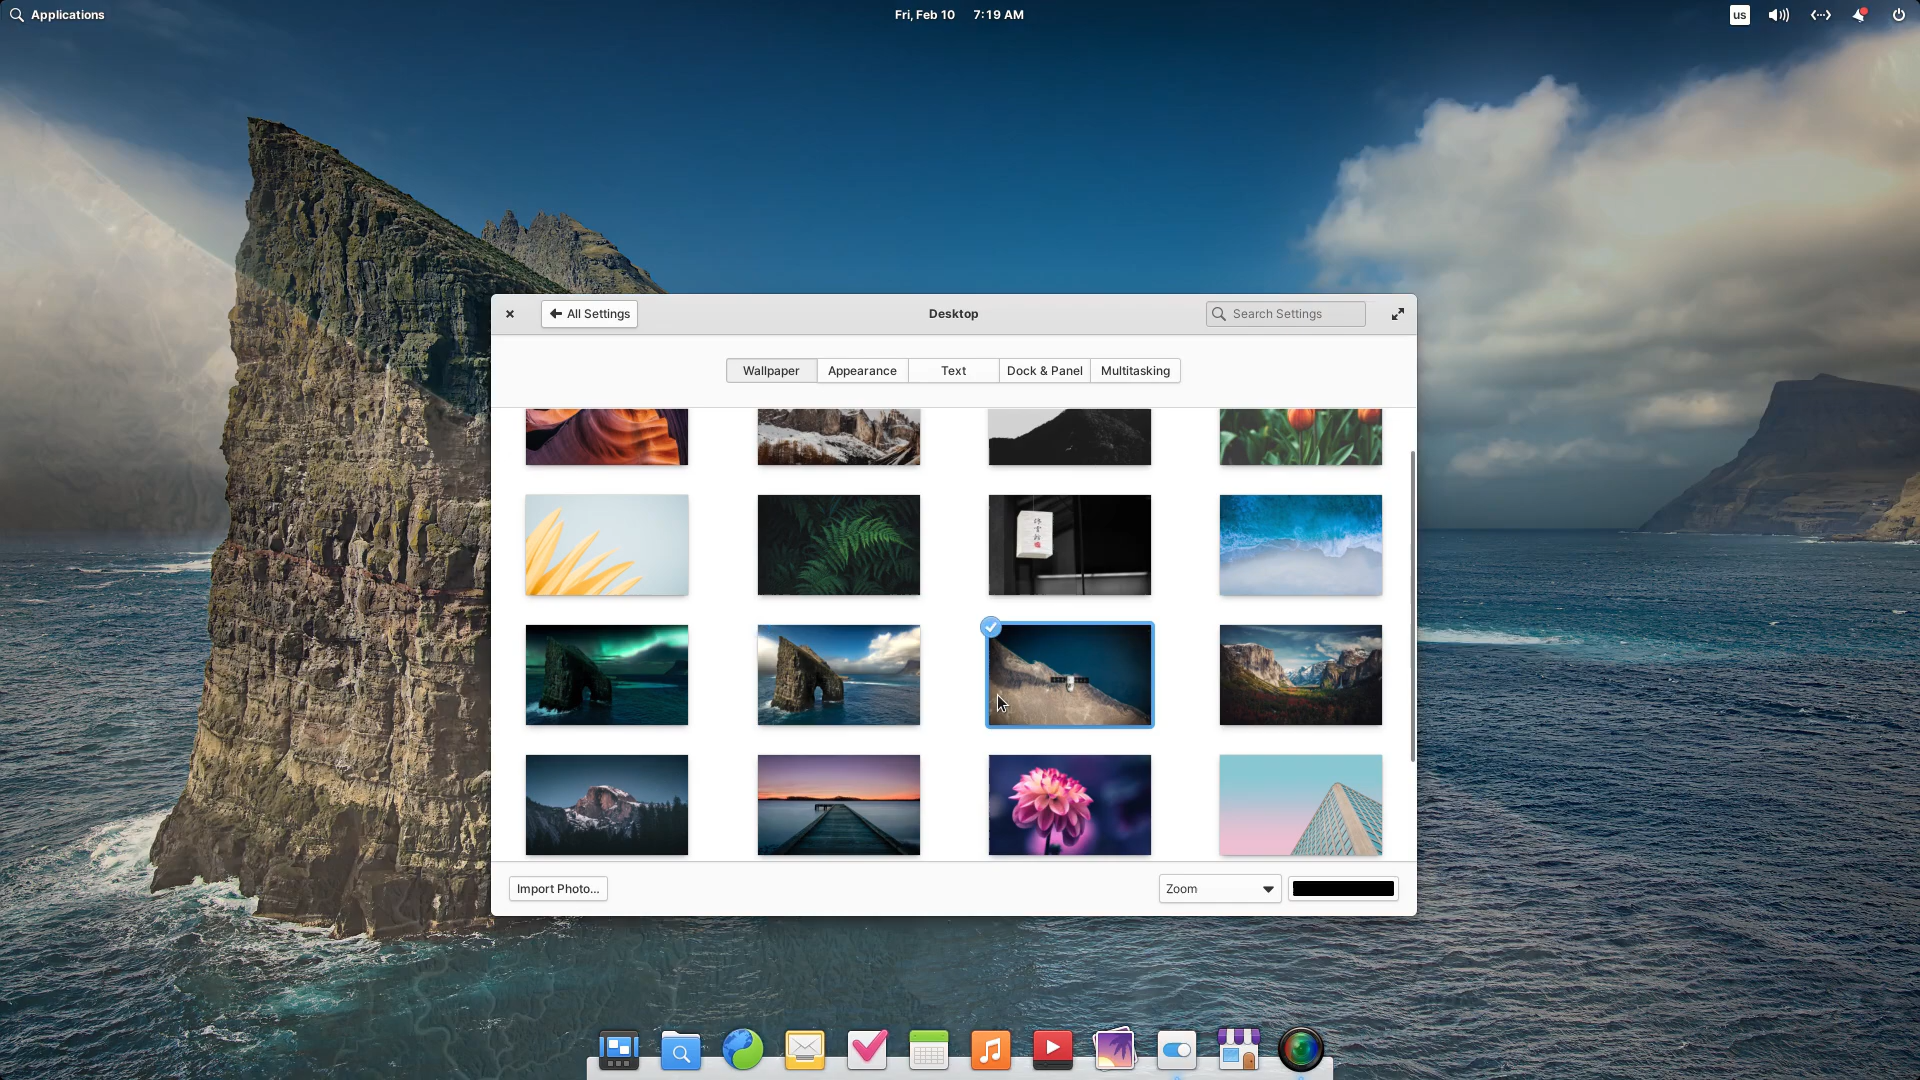 Applications
Fri, Feb 10 7:19 AM
us
All Settings
Desktop
Search Settings
Wallpaper
Appearance
Text
Dock & Panel
Multitasking
Import Photo...
Zoom